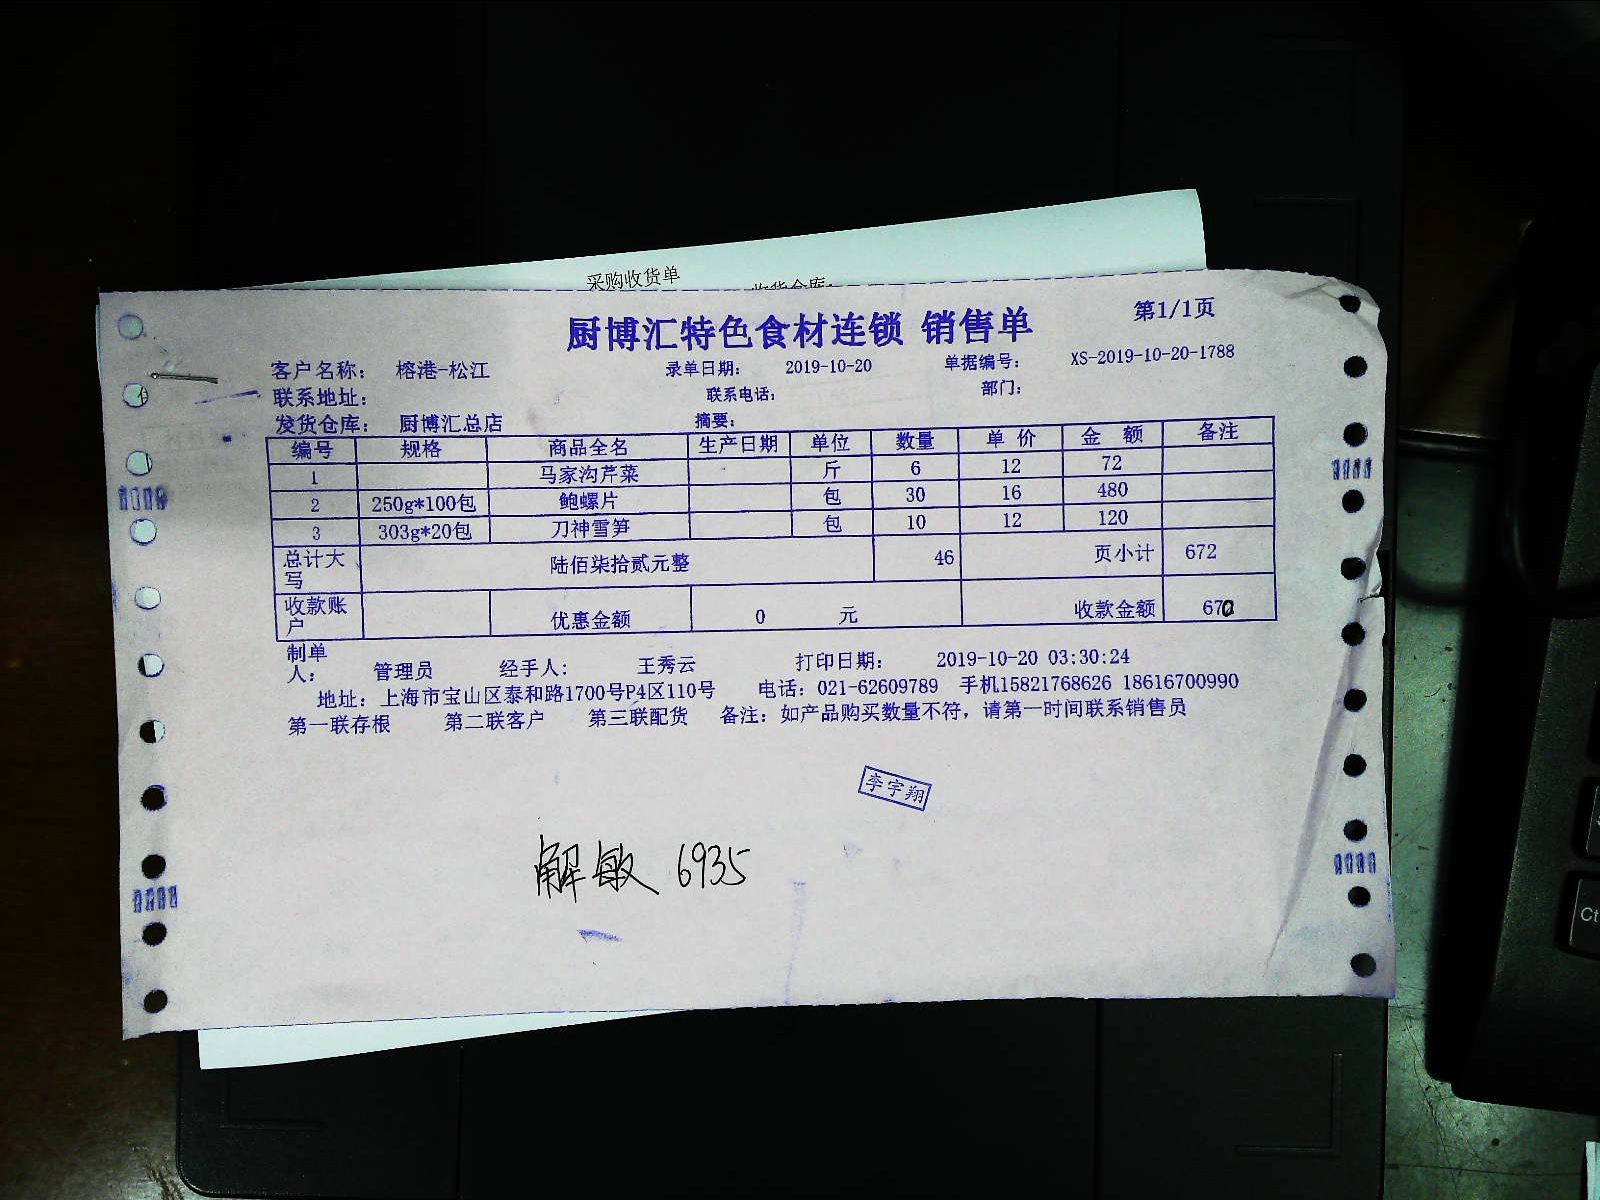 采购收货单
厨博汇特色食材连锁 销售单
第1/1页
客户名称： 榕港-松江 录单日期： 2019-10-20 单据编号： XS-2019-10-20-1788
联系地址： 联系电话： 部门：
发货仓库： 厨博汇总店 摘要：
编号 规格 商品全名 生产日期 单位 数量 单 价 金 额 备注
1 马家沟芹菜 斤 6 12 72
2 250g*100包 鲍螺片 包 30 16 480
3 303g*20包 刀神雪笋 包 10 12 120
总计大写 陆佰柒拾贰元整 46 页小计 672
收款账户 优惠金额 0 元 收款金额 670
制单人： 管理员 经手人： 王秀云 打印日期： 2019-10-20 03:30:24
地址：上海市宝山区泰和路1700号P4区110号 电话：021-62609789 手机15821768626 18616700990
第一联存根 第二联客户 第三联配货 备注：如产品购买数量不符，请第一时间联系销售员
李宇翔
解敏 6935